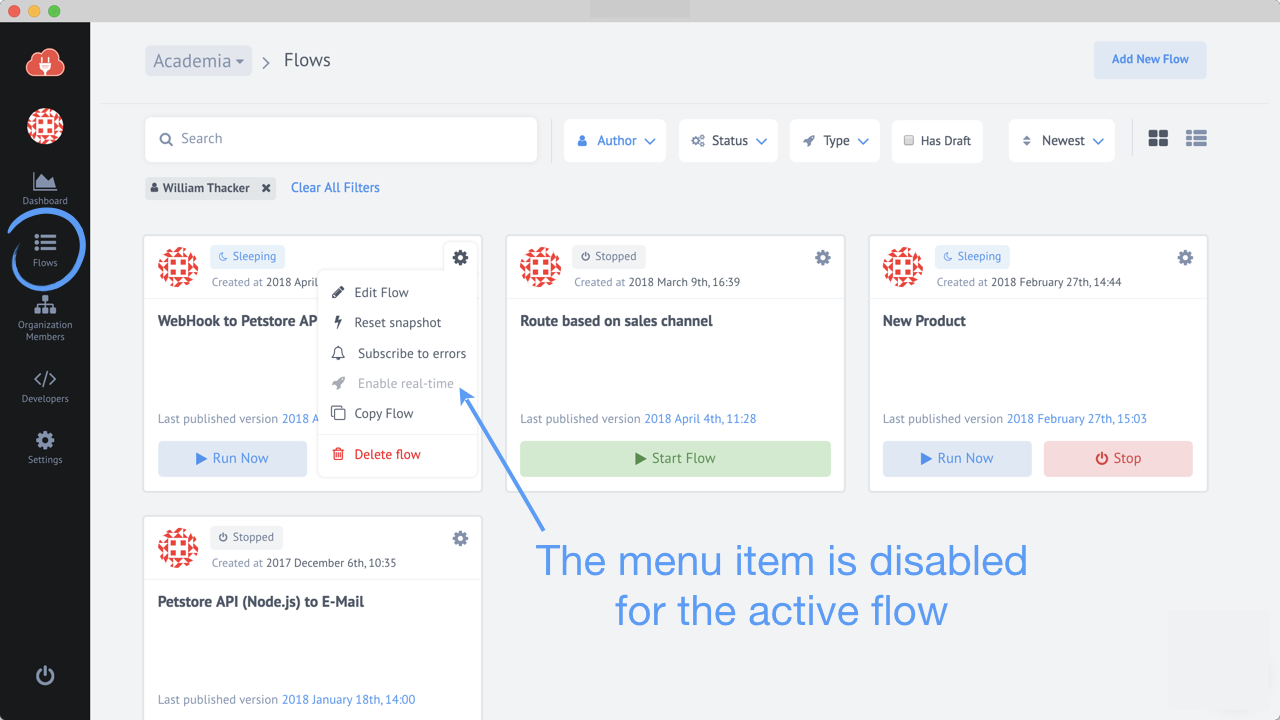 Academia
Flows
Add New Flow
Search
Author
Status
Type
Has Draft
Newest
William Thacker
Clear All Filters
Dashboard
Flows
Organization
Members
Developers
Settings
Sleeping
Created at 2018 April
WebHook to Petstore AP
Last published version 2018 A
Run Now
Edit Flow
Reset snapshot
Subscribe to errors
Enable real-time
Copy Flow
Delete flow
Stopped
Created at 2018 March 9th, 16:39
Route based on sales channel
Last published version 2018 April 4th, 11:28
Start Flow
Sleeping
Created at 2018 February 27th, 14:44
New Product
Last published version 2018 February 27th, 15:03
Run Now
Stop
Stopped
Created at 2017 December 6th, 10:35
Petstore API (Node.js) to E-Mail
Last published version 2018 January 18th, 14:00
The menu item is disabled
for the active flow